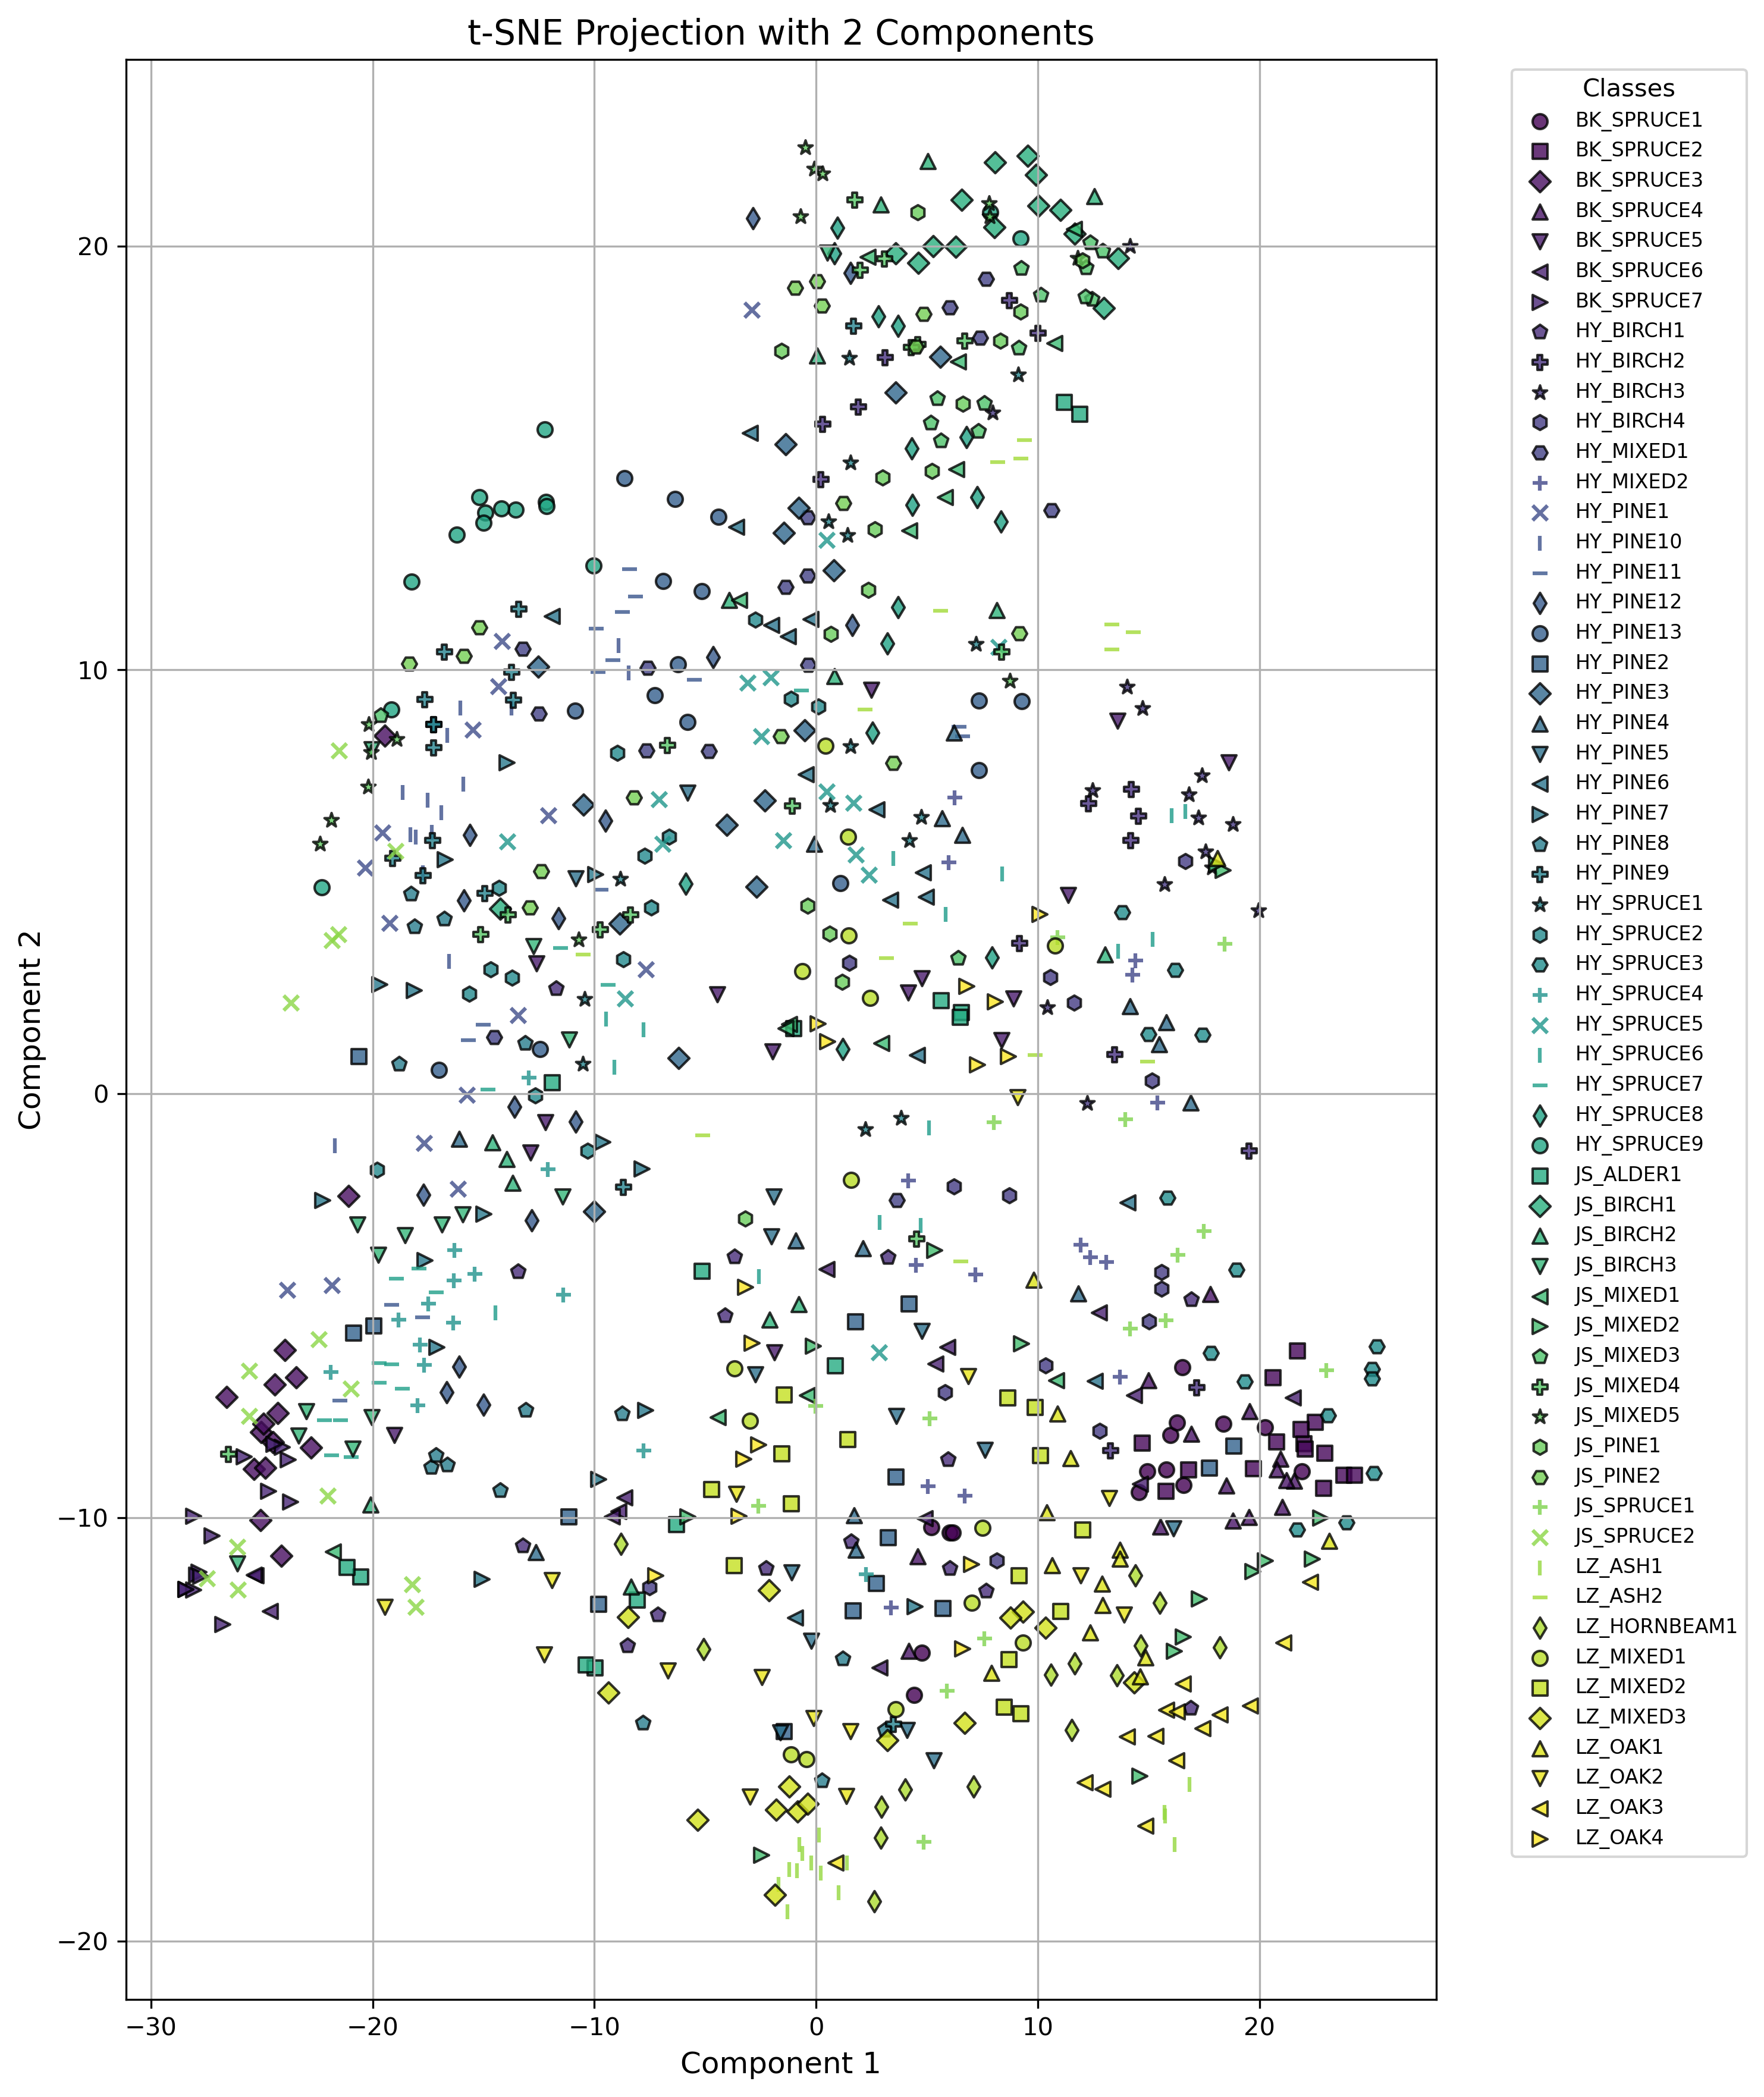 t-SNE Projection with 2 Components
Component 2
20
10
0
−10
−20
−30
−20
−10
0
10
20
Component 1
Classes
BK_SPRUCE1
BK_SPRUCE2
BK_SPRUCE3
BK_SPRUCE4
BK_SPRUCE5
BK_SPRUCE6
BK_SPRUCE7
HY_BIRCH1
HY_BIRCH2
HY_BIRCH3
HY_BIRCH4
HY_MIXED1
HY_MIXED2
HY_PINE1
HY_PINE10
HY_PINE11
HY_PINE12
HY_PINE13
HY_PINE2
HY_PINE3
HY_PINE4
HY_PINE5
HY_PINE6
HY_PINE7
HY_PINE8
HY_PINE9
HY_SPRUCE1
HY_SPRUCE2
HY_SPRUCE3
HY_SPRUCE4
HY_SPRUCE5
HY_SPRUCE6
HY_SPRUCE7
HY_SPRUCE8
HY_SPRUCE9
JS_ALDER1
JS_BIRCH1
JS_BIRCH2
JS_BIRCH3
JS_MIXED1
JS_MIXED2
JS_MIXED3
JS_MIXED4
JS_MIXED5
JS_PINE1
JS_PINE2
JS_SPRUCE1
JS_SPRUCE2
LZ_ASH1
LZ_ASH2
LZ_HORNBEAM1
LZ_MIXED1
LZ_MIXED2
LZ_MIXED3
LZ_OAK1
LZ_OAK2
LZ_OAK3
LZ_OAK4